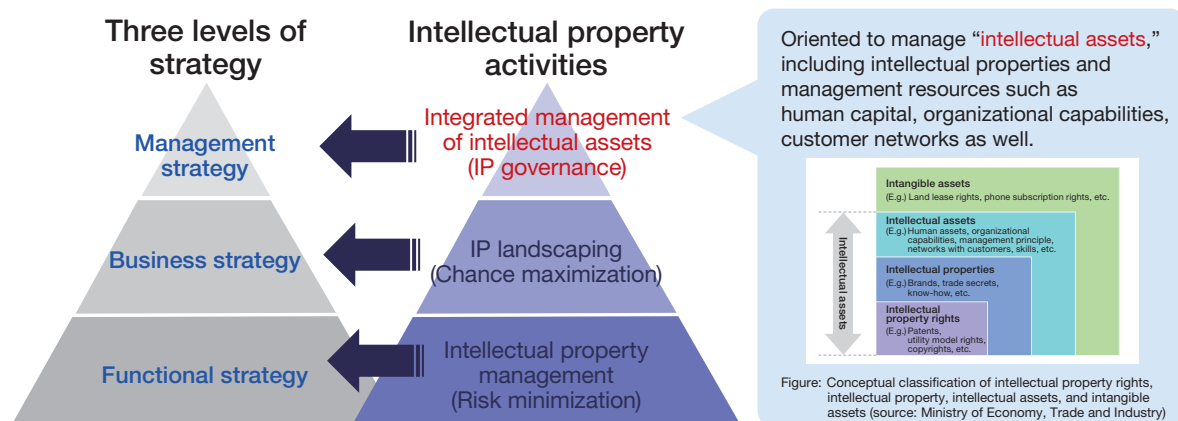 Three levels of
strategy
Management
strategy
Business strategy
Functional strategy
Intellectual property
activities
Integrated management
of intellectual assets
(IP governance)
IP landscaping
(Chance maximization)
Intellectual property
management
(Risk minimization)
Oriented to manage “intellectual assets,”
including intellectual properties and
management resources such as
human capital, organizational capabilities,
customer networks as well.
Intangible assets
(E.g.) Land lease rights, phone subscription rights, etc.
Intellectual assets
Intellectual assets
(E.g.) Human assets, organizational
capabilities, management principle,
networks with customers, skills, etc.
Intellectual properties
(E.g.) Brands, trade secrets,
know-how, etc.
Intellectual
property rights
(E.g.) Patents,
utility model rights,
copyrights, etc.
Figure: Conceptual classification of intellectual property rights,
intellectual property, intellectual assets, and intangible
assets (source: Ministry of Economy, Trade and Industry)